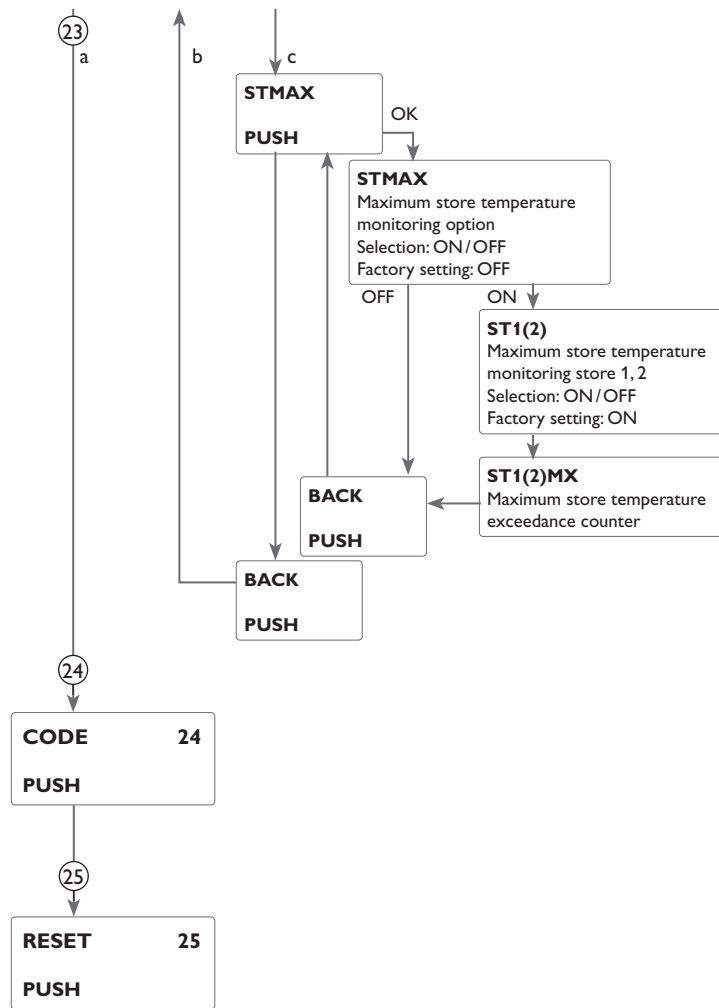 23
a
b
c
STMAX
PUSH
OK
STMAX
Maximum store temperature
monitoring option
Selection: ON / OFF
Factory setting: OFF
OFF
ON
ST1(2)
Maximum store temperature
monitoring store 1, 2
Selection: ON / OFF
Factory setting: ON
ST1(2)MX
Maximum store temperature
exceedance counter
BACK
PUSH
BACK
PUSH
24
CODE 24
PUSH
25
RESET 25
PUSH